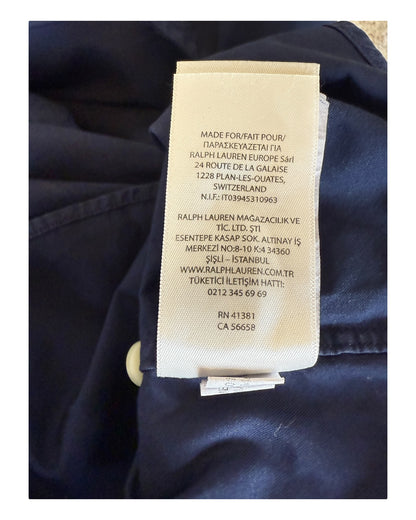 MADE FOR/FAIT POUR/
ΠΑΡΑΣΚΕΥΑΖΕΤΑΙ ΓΙΑ
RALPH LAUREN EUROPE Sàrl
24 ROUTE DE LA GALAISE
1228 PLAN-LES-OUATES,
SWITZERLAND
N.I.F.: IT03945310963
RALPH LAUREN MAĞAZACILIK VE
TİC. LTD. ŞTİ
ESENTEPE KASAP SOK. ALTINAY İŞ
MERKEZİ NO:8-10 K:4 34360
ŞİŞLİ – İSTANBUL
WWW.RALPHLAUREN.COM.TR
TÜKETİCİ İLETİŞİM HATTI:
0212 345 69 69
RN 41381
CA 56658